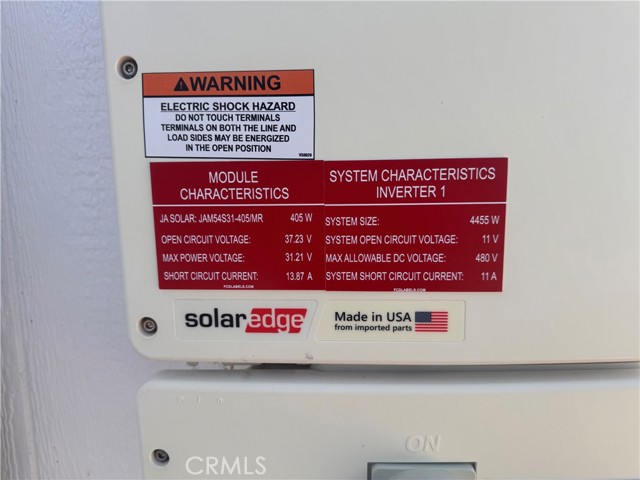 WARNING
ELECTRIC SHOCK HAZARD
DO NOT TOUCH TERMINALS
TERMINALS ON BOTH THE LINE AND
LOAD SIDES MAY BE ENERGIZED
IN THE OPEN POSITION
MODULE
CHARACTERISTICS
JA SOLAR: JAM54S31-405/MR 405 W
OPEN CIRCUIT VOLTAGE: 37.23 V
MAX POWER VOLTAGE: 31.21 V
SHORT CIRCUIT CURRENT: 13.87 A
FCGLABELS.COM
SYSTEM CHARACTERISTICS
INVERTER 1
SYSTEM SIZE: 4455 W
SYSTEM OPEN CIRCUIT VOLTAGE: 11 V
MAX ALLOWABLE DC VOLTAGE: 480 V
SYSTEM SHORT CIRCUIT CURRENT: 11 A
FCGLABELS.COM
solaredge
Made in USA
from imported parts
ON
CRMLS